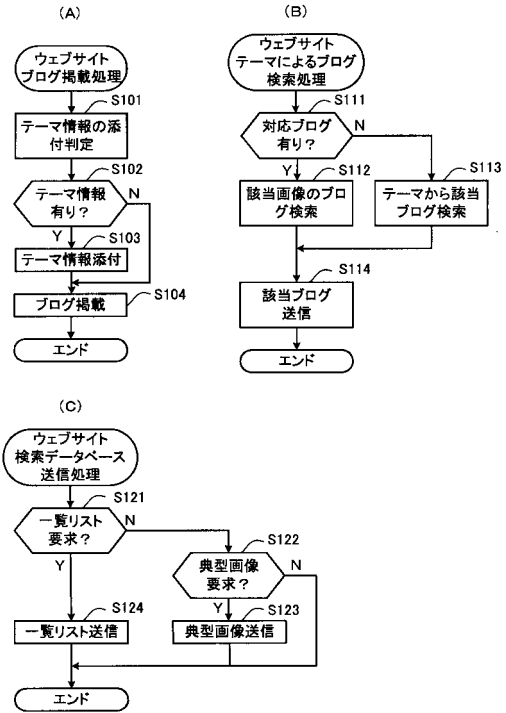 (A)
ウェブサイト
ブログ掲載処理
S101
テーマ情報の添
付判定
S102
テーマ情報
有り?
N
Y
S103
テーマ情報添付
ブログ掲載
S104
エンド
(B)
ウェブサイト
テーマによるブログ
検索処理
S111
対応ブログ
有り?
N
Y
S112
該当画像のブロ
グ検索
S113
テーマから該当
ブログ検索
S114
該当ブログ
送信
エンド
(C)
ウェブサイト
検索データベース
送信処理
S121
一覧リスト
要求?
N
Y
S122
典型画像
要求?
N
Y
S124
一覧リスト送信
S123
典型画像送信
エンド